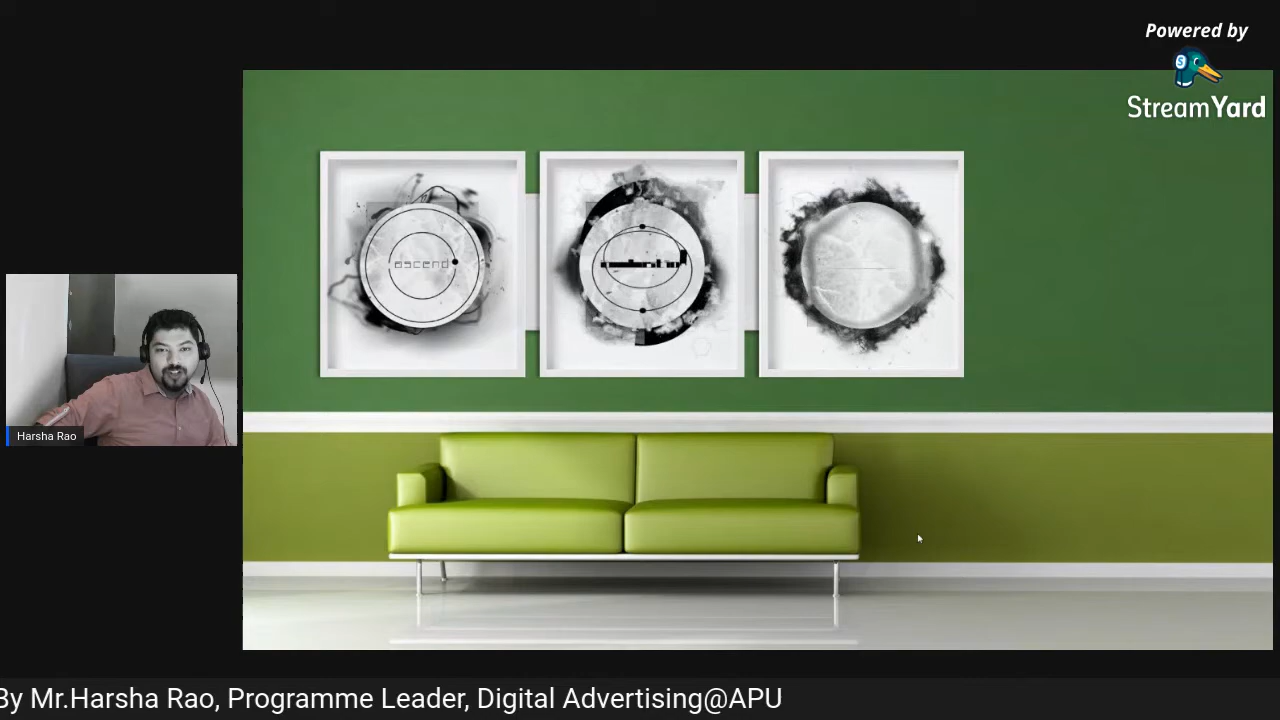 Powered by
StreamYard
ascend
Harsha Rao
By Mr.Harsha Rao, Programme Leader, Digital Advertising@APU